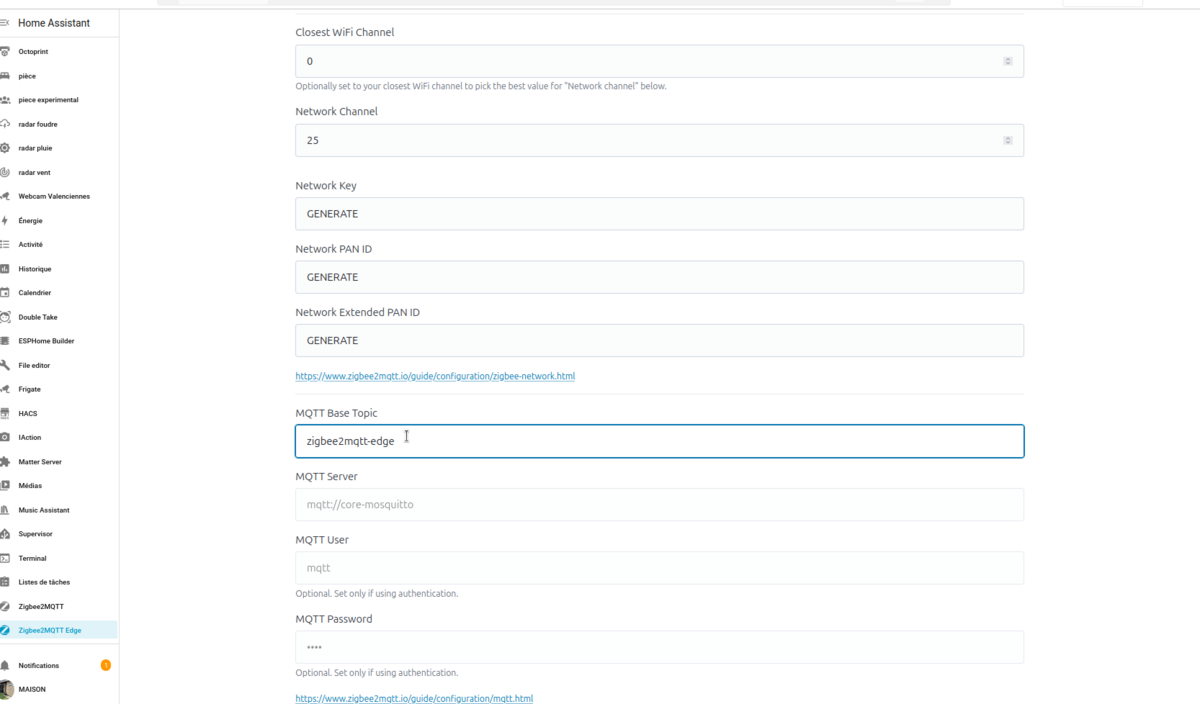 Home Assistant
Octoprint
pièce
piece experimental
radar foudre
radar pluie
radar vent
Webcam Valenciennes
Énergie
Activité
Historique
Calendrier
Double Take
ESPHome Builder
File editor
Frigate
HACS
IAction
Matter Server
Médias
Music Assistant
Supervisor
Terminal
Listes de tâches
Zigbee2MQTT
Zigbee2MQTT Edge
Notifications
1
MAISON
Closest WiFi Channel
0
Optionally set to your closest WiFi channel to pick the best value for "Network channel" below.
Network Channel
25
Network Key
GENERATE
Network PAN ID
GENERATE
Network Extended PAN ID
GENERATE
https://www.zigbee2mqtt.io/guide/configuration/zigbee-network.html
MQTT Base Topic
zigbee2mqtt-edge
MQTT Server
mqtt://core-mosquitto
MQTT User
mqtt
Optional. Set only if using authentication.
MQTT Password
••••
Optional. Set only if using authentication.
https://www.zigbee2mqtt.io/guide/configuration/mqtt.html